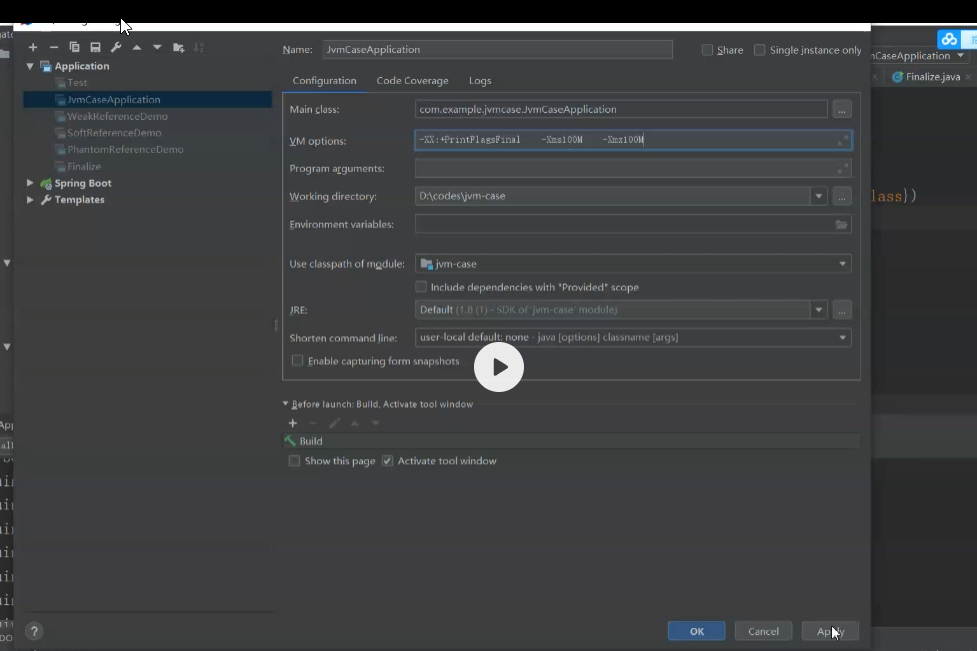 Name: JvmCaseApplication
Share
Single instance only
Application
Test
JvmCaseApplication
WeakReferenceDemo
SoftReferenceDemo
PhantomReferenceDemo
Finalize
Spring Boot
Templates
Configuration Code Coverage Logs
Main class: com.example.jvmcase.JvmCaseApplication ...
VM options: -XX:+PrintFlagsFinal -Xms100M -Xmx100M
Program arguments:
Working directory: D:\codes\jvm-case ...
Environment variables:
Use classpath of module: jvm-case
Include dependencies with "Provided" scope
JRE: Default (1.8 (1) - SDK of 'jvm-case' module) ...
Shorten command line: user-local default: none - java [options] classname [args]
Enable capturing form snapshots
Before launch: Build, Activate tool window
Build
Show this page Activate tool window
? OK Cancel Apply
Finalize.java
lass})